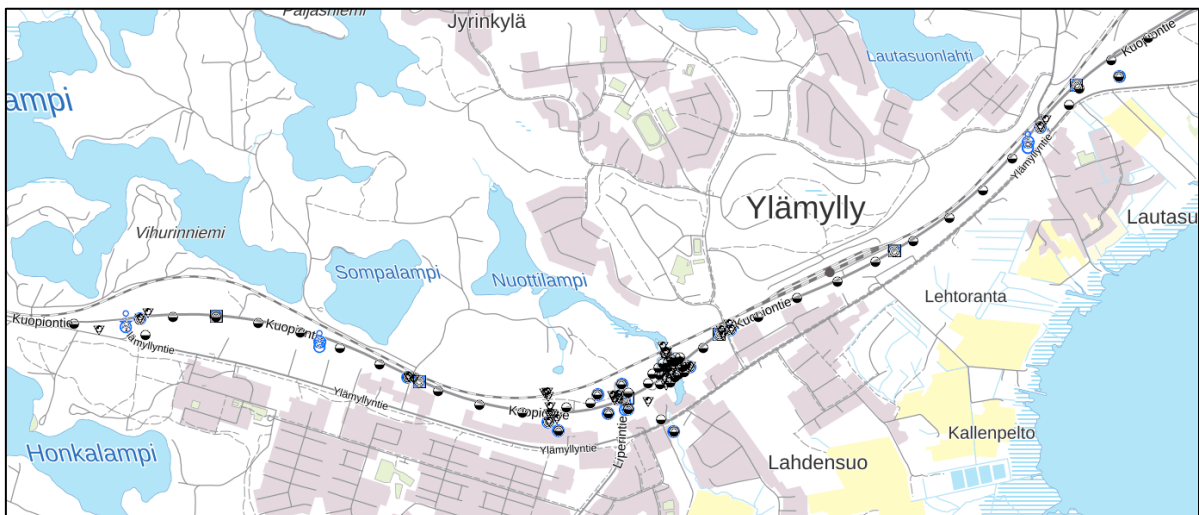 Paljasniemi
Jyrinkylä
Kuopiontie
Lautasuonlahti
ampi
Ylämyllyntie
Ylämylly
Lautasu
Vihurinniemi
Sompalampi
Nuottilampi
Lehtoranta
Kuopiontie
Kuopiontie
Kuopiontie
Ylämyllyntie
Ylämyllyntie
Kuopiontie
Liperintie
Ylämyllyntie
Kallenpelto
Honkalampi
Lahdensuo